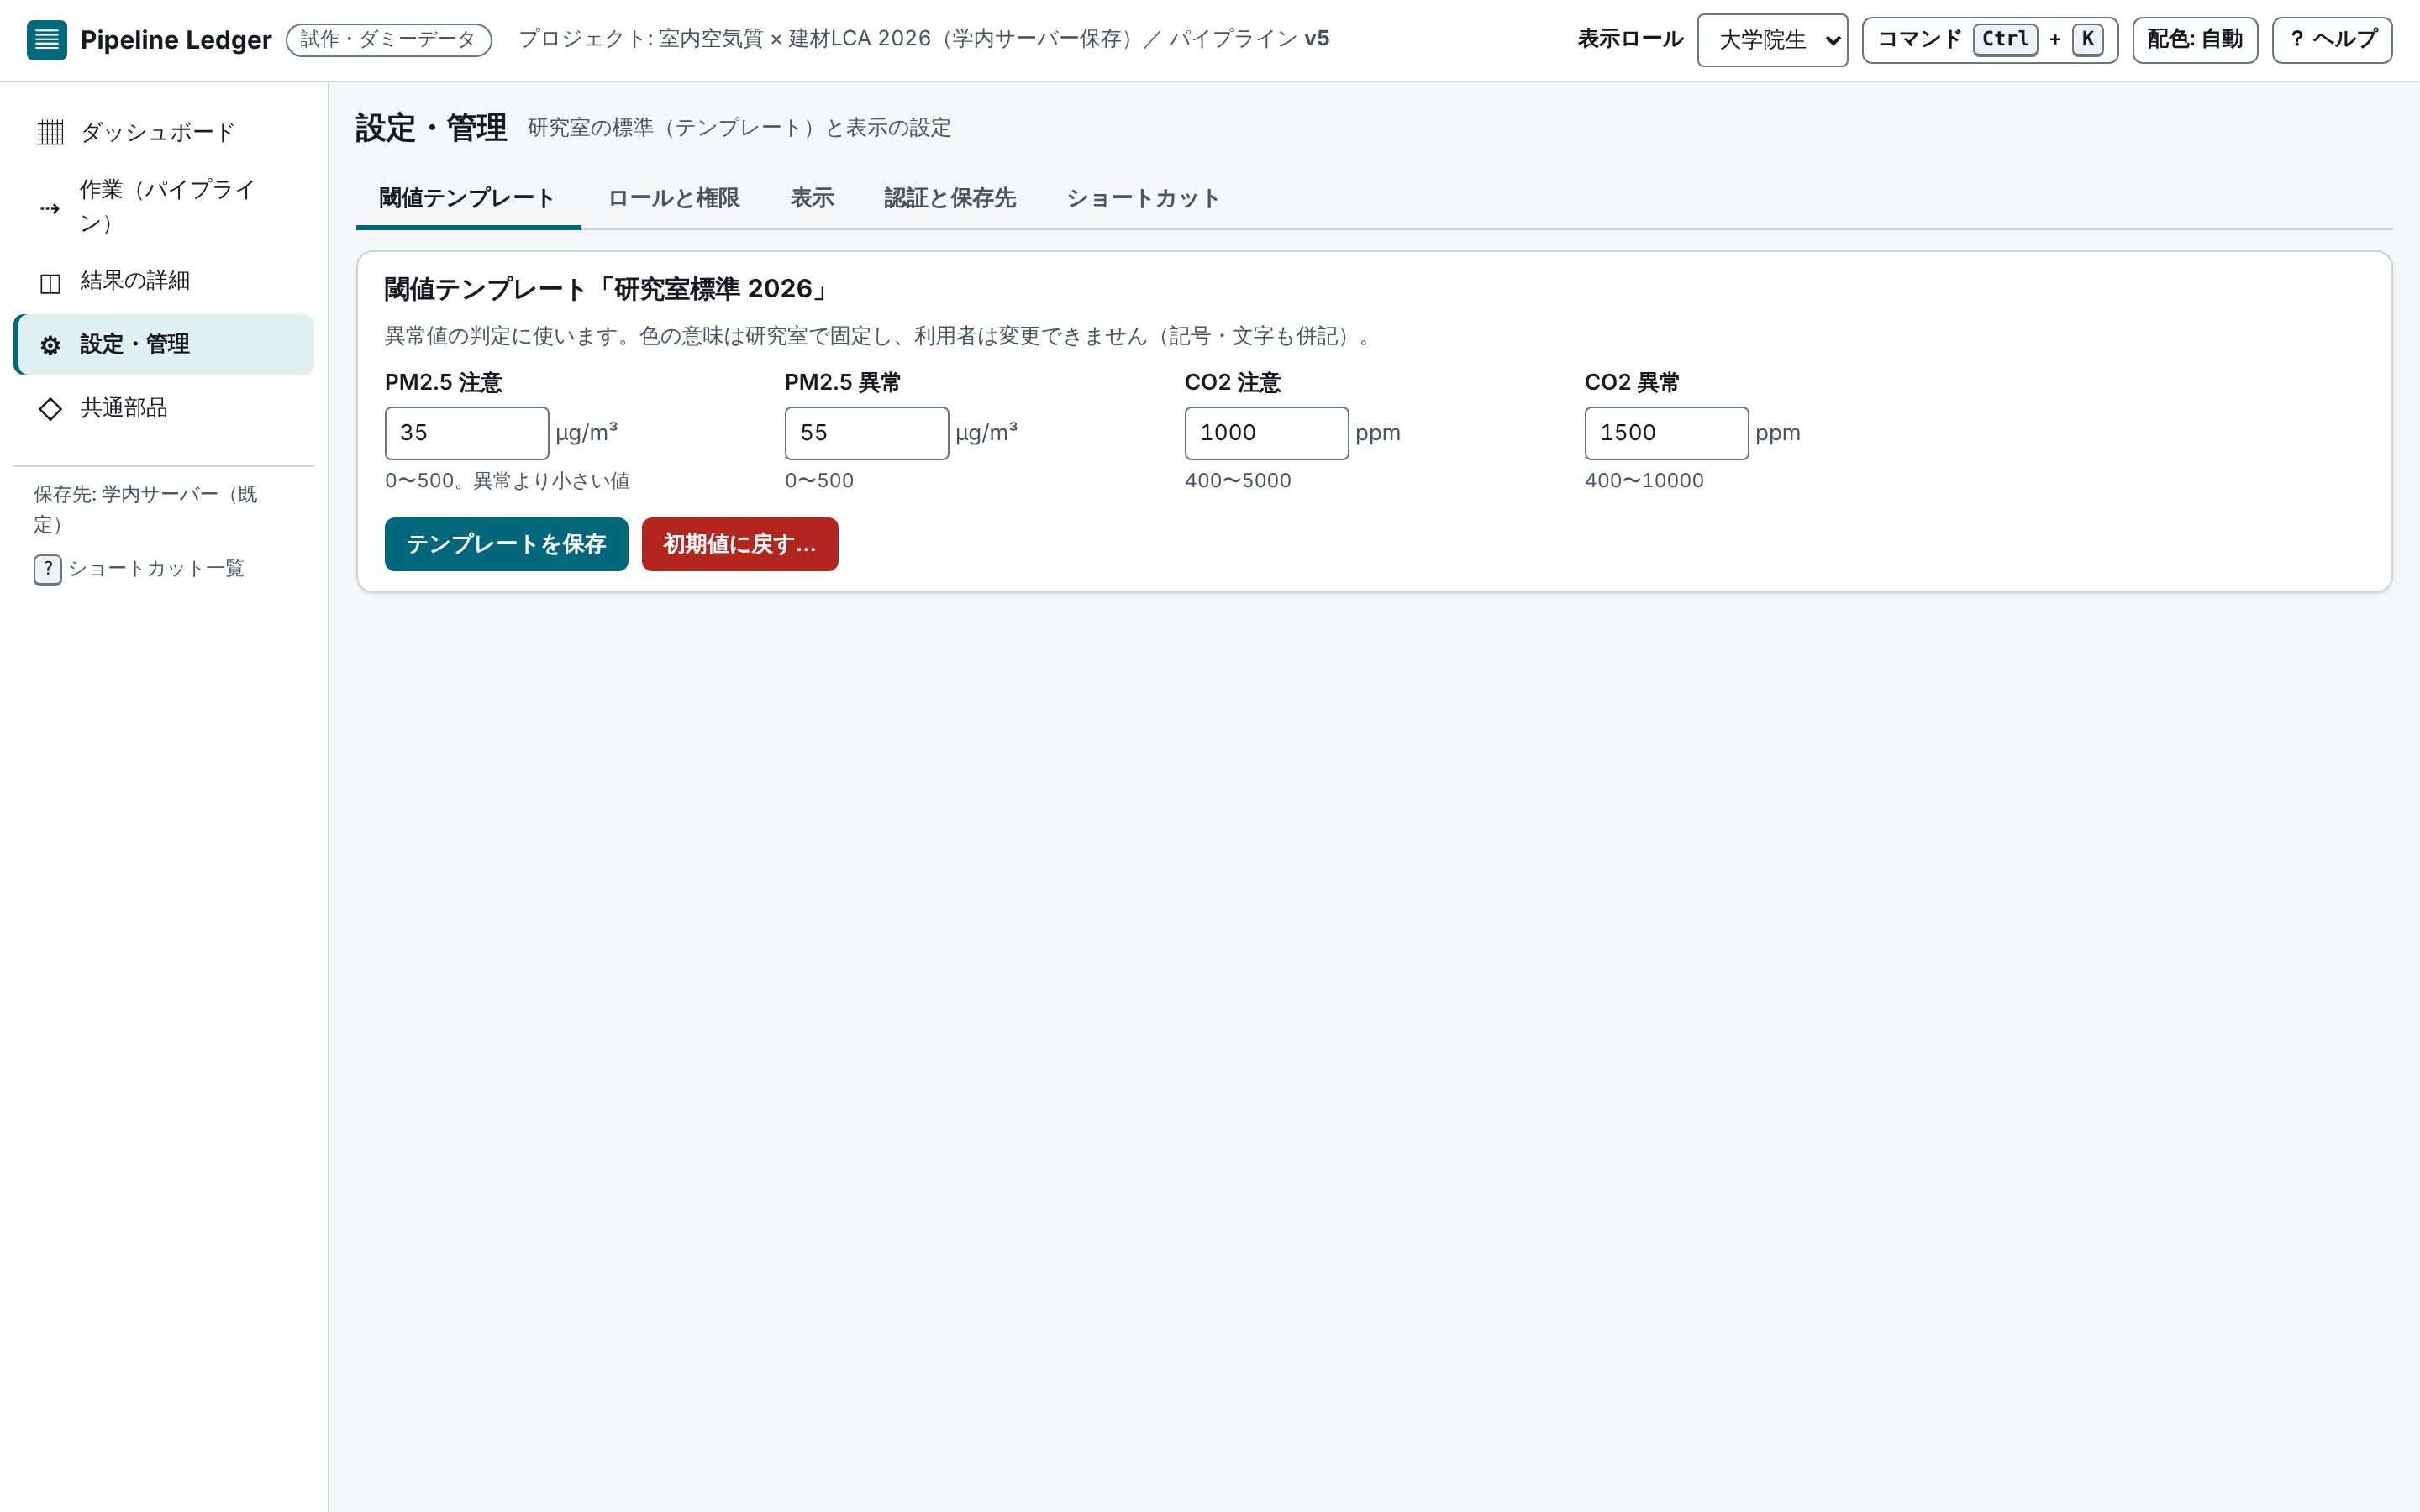 Pipeline Ledger 試作・ダミーデータ プロジェクト: 室内空気質 × 建材LCA 2026（学内サーバー保存）／ パイプライン v5 表示ロール 大学院生 コマンド Ctrl + K 配色: 自動 ? ヘルプ
ダッシュボード
作業（パイプライ
ン）
結果の詳細
設定・管理
共通部品
保存先: 学内サーバー（既
定）
? ショートカット一覧
設定・管理 研究室の標準（テンプレート）と表示の設定
閾値テンプレート ロールと権限 表示 認証と保存先 ショートカット
閾値テンプレート「研究室標準 2026」
異常値の判定に使います。色の意味は研究室で固定し、利用者は変更できません（記号・文字も併記）。
PM2.5 注意 PM2.5 異常 CO2 注意 CO2 異常
35 µg/m³ 55 µg/m³ 1000 ppm 1500 ppm
0〜500。異常より小さい値 0〜500 400〜5000 400〜10000
テンプレートを保存 初期値に戻す…